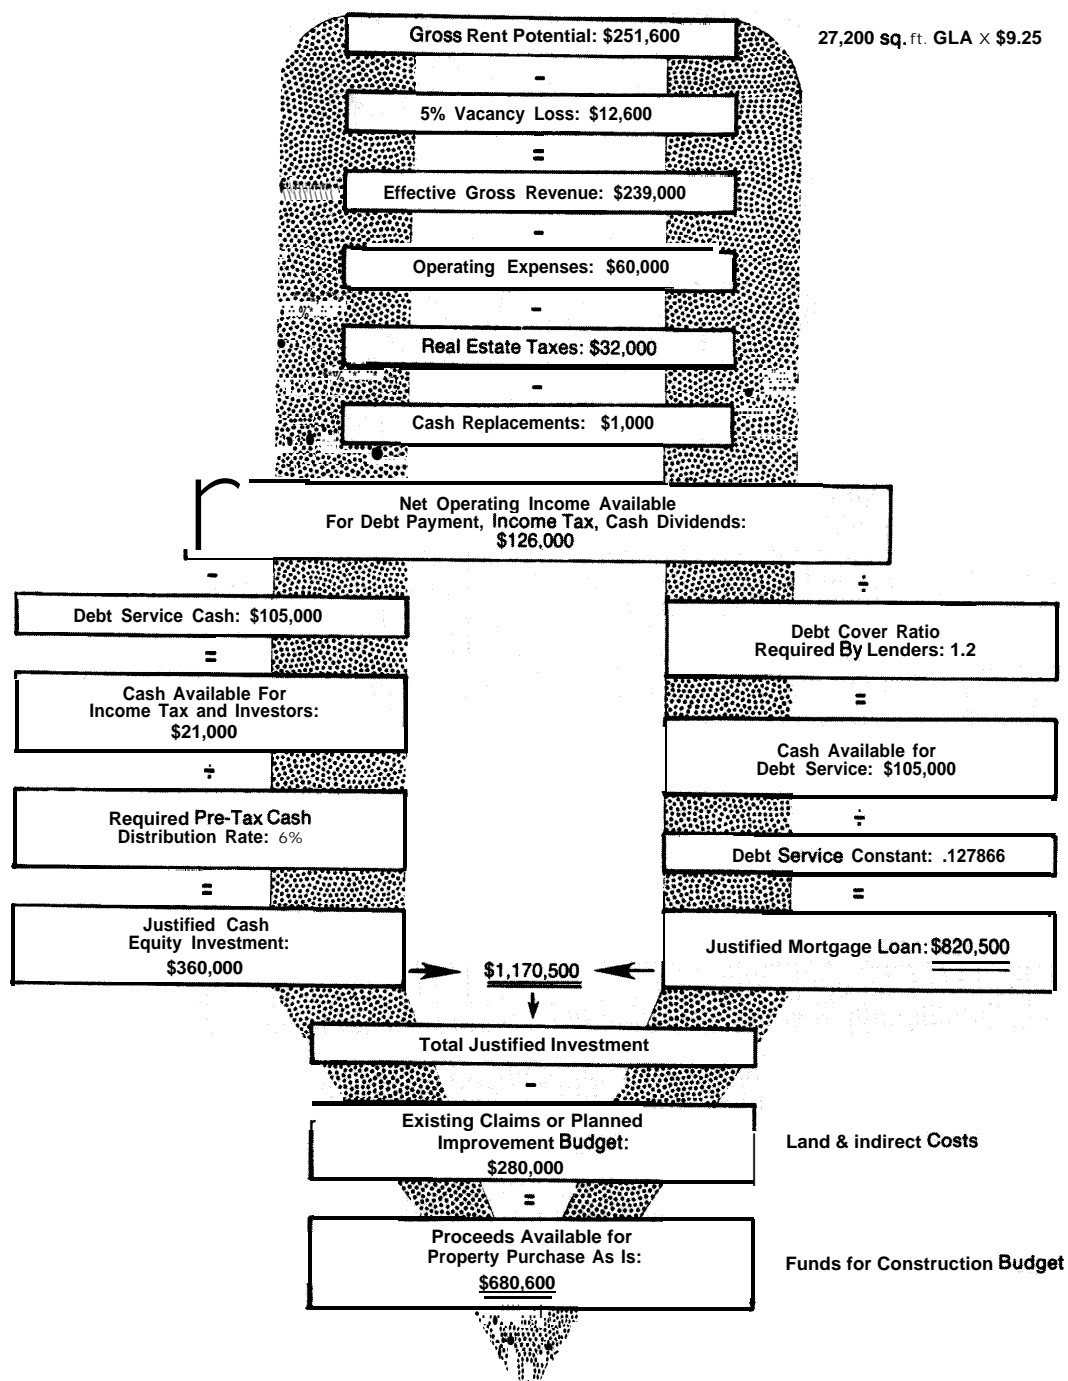 Gross Rent Potential: $251,600
27,200 sq. ft. GLA X $9.25
-
5% Vacancy Loss: $12,600
=
Effective Gross Revenue: $239,000
-
Operating Expenses: $60,000
-
Real Estate Taxes: $32,000
-
Cash Replacements: $1,000
Net Operating Income Available
For Debt Payment, Income Tax, Cash Dividends:
$126,000
-
Debt Service Cash: $105,000
=
Cash Available For
Income Tax and Investors:
$21,000
÷
Required Pre-Tax Cash
Distribution Rate: 6%
=
Justified Cash
Equity Investment:
$360,000
÷
Debt Cover Ratio
Required By Lenders: 1.2
=
Cash Available for
Debt Service: $105,000
÷
Debt Service Constant: .127866
=
Justified Mortgage Loan: $820,500
$1,170,500
Total Justified Investment
-
Existing Claims or Planned
Improvement Budget:
$280,000
Land & indirect Costs
=
Proceeds Available for
Property Purchase As Is:
$680,600
Funds for Construction Budget